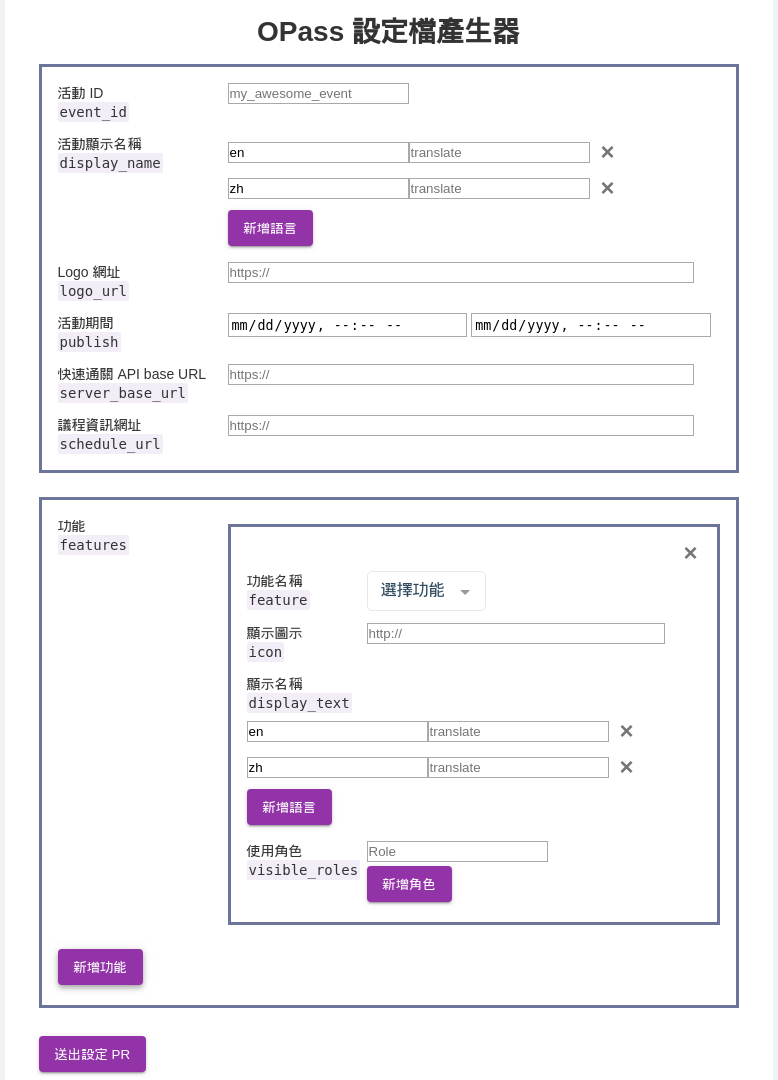 OPass 設定檔產生器
活動 ID
event_id
my_awesome_event
活動顯示名稱
display_name
en translate ✕
zh translate ✕
新增語言
Logo 網址
logo_url
https://
活動期間
publish
mm/dd/yyyy, --:-- -- mm/dd/yyyy, --:-- --
快速通關 API base URL
server_base_url
https://
議程資訊網址
schedule_url
https://
功能
features
✕
功能名稱
feature
選擇功能
顯示圖示
icon
http://
顯示名稱
display_text
en translate ✕
zh translate ✕
新增語言
使用角色
visible_roles
Role
新增角色
新增功能
送出設定 PR